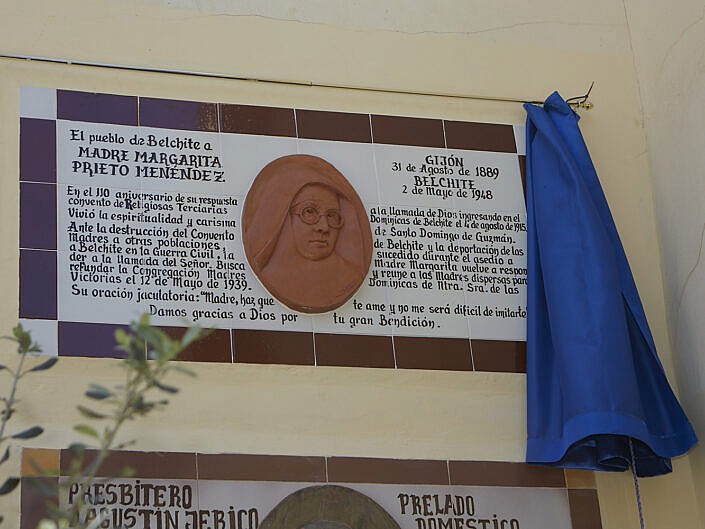 El pueblo de Belchite a
MADRE MARGARITA
PRIETO MENÉNDEZ
GIJÓN
31 de Agosto de 1889
BELCHITE
2 de Mayo de 1948
En el 110 aniversario de su respuesta a la llamada de Dios ingresando en el
convento de Religiosas Terciarias Dominicas de Belchite el 4 de agosto de 1915.
Vivió la espiritualidad y carisma de Santo Domingo de Guzmán.
Ante la destrucción del Convento de Belchite y la deportación de las
Madres a otras poblaciones, sucedido durante el asedio a
a Belchite en la Guerra Civil, la Madre Margarita vuelve a respon
der a la llamada del Señor. Busca y reune a las Madres dispersas para
refundar la Congregación Madres Dominicas de Ntra. Sra. de las
Victorias el 12 de Mayo de 1939.
Su oración jaculatoria: "Madre, haz que te ame y no me será difícil de imitarte
Damos gracias a Dios por tu gran Bendición.
PRESBÍTERO
AGUSTÍN JERICO
PRELADO
DOMESTICO